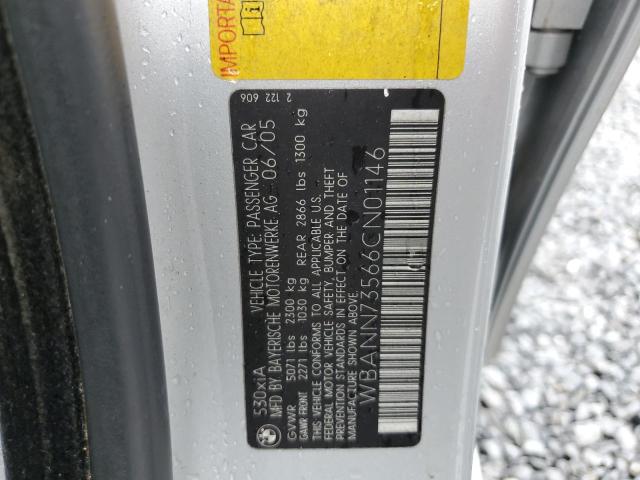 IMPORTA
2 122 606
530xiA VEHICLE TYPE: PASSENGER CAR
MFD BY BAYERISCHE MOTORENWERKE AG 06/05
GVWR 5071 lbs 2300 kg
GAWR FRONT 2271 lbs 1030 kg REAR 2866 lbs 1300 kg
THIS VEHICLE CONFORMS TO ALL APPLICABLE U.S.
FEDERAL MOTOR VEHICLE SAFETY, BUMPER AND THEFT
PREVENTION STANDARDS IN EFFECT ON THE DATE OF
MANUFACTURE SHOWN ABOVE.
WBANN73566CN01146